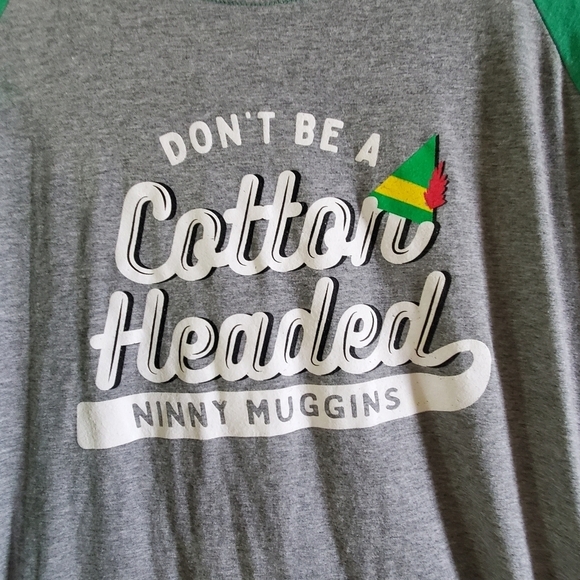 DON'T BE A
Cotton
Headed
NINNY MUGGINS